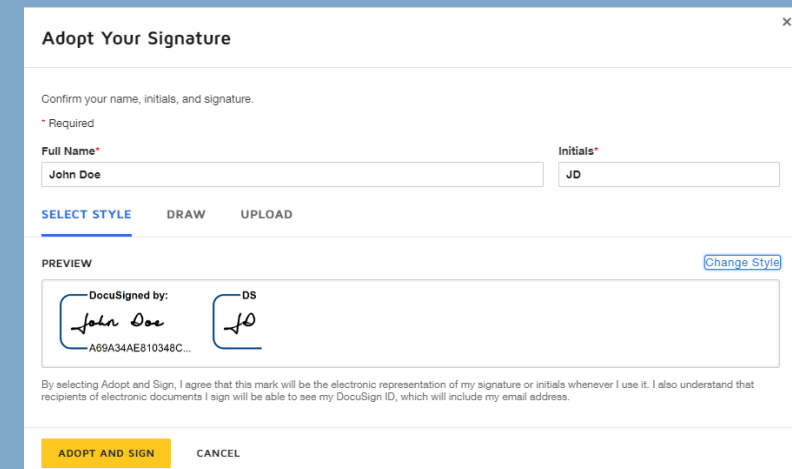 ×
Adopt Your Signature
Confirm your name, initials, and signature.
* Required
Full Name* Initials*
John Doe JD
SELECT STYLE DRAW UPLOAD
PREVIEW Change Style
DocuSigned by: DS
John Doe JD
A69A34AE810348C...
By selecting Adopt and Sign, I agree that this mark will be the electronic representation of my signature or initials whenever I use it. I also understand that
recipients of electronic documents I sign will be able to see my DocuSign ID, which will include my email address.
ADOPT AND SIGN CANCEL